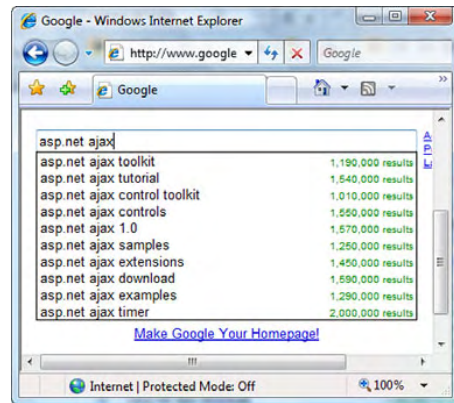 Google - Windows Internet Explorer
http://www.google
Google
Google
asp.net ajax
asp.net ajax toolkit 1,190,000 results
asp.net ajax tutorial 1,540,000 results
asp.net ajax control toolkit 1,010,000 results
asp.net ajax controls 1,550,000 results
asp.net ajax 1.0 1,570,000 results
asp.net ajax samples 1,250,000 results
asp.net ajax extensions 1,450,000 results
asp.net ajax download 1,590,000 results
asp.net ajax examples 1,290,000 results
asp.net ajax timer 2,000,000 results
Make Google Your Homepage!
Internet | Protected Mode: Off 100%